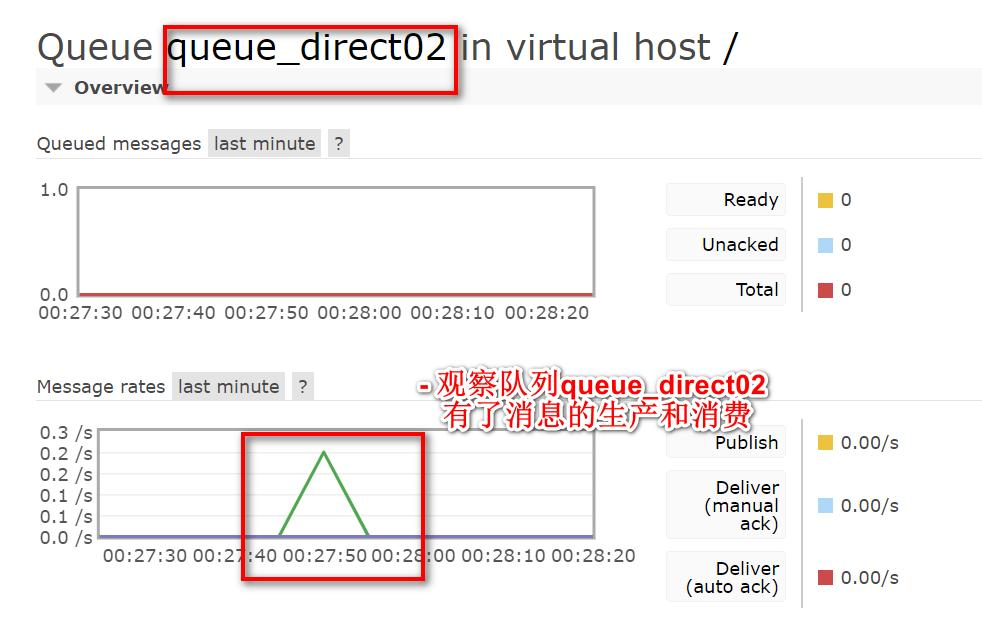 Queue queue_direct02 in virtual host /
Overview
Queued messages last minute ?
1.0
0.0
00:27:30 00:27:40 00:27:50 00:28:00 00:28:10 00:28:20
Ready 0
Unacked 0
Total 0
Message rates last minute ?
- 观察队列queue_direct02
有了消息的生产和消费
0.3 /s
0.2 /s
0.2 /s
0.1 /s
0.1 /s
0.0 /s
00:27:30 00:27:40 00:27:50 00:28:00 00:28:10 00:28:20
Publish 0.00/s
Deliver
(manual 0.00/s
ack)
Deliver
(auto ack) 0.00/s